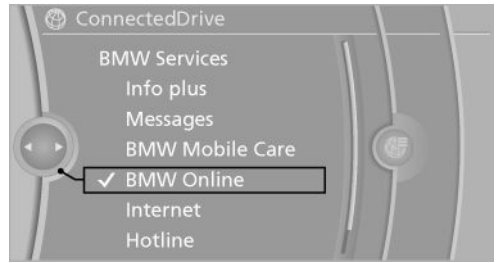 ConnectedDrive
BMW Services
Info plus
Messages
BMW Mobile Care
✓ BMW Online
Internet
Hotline